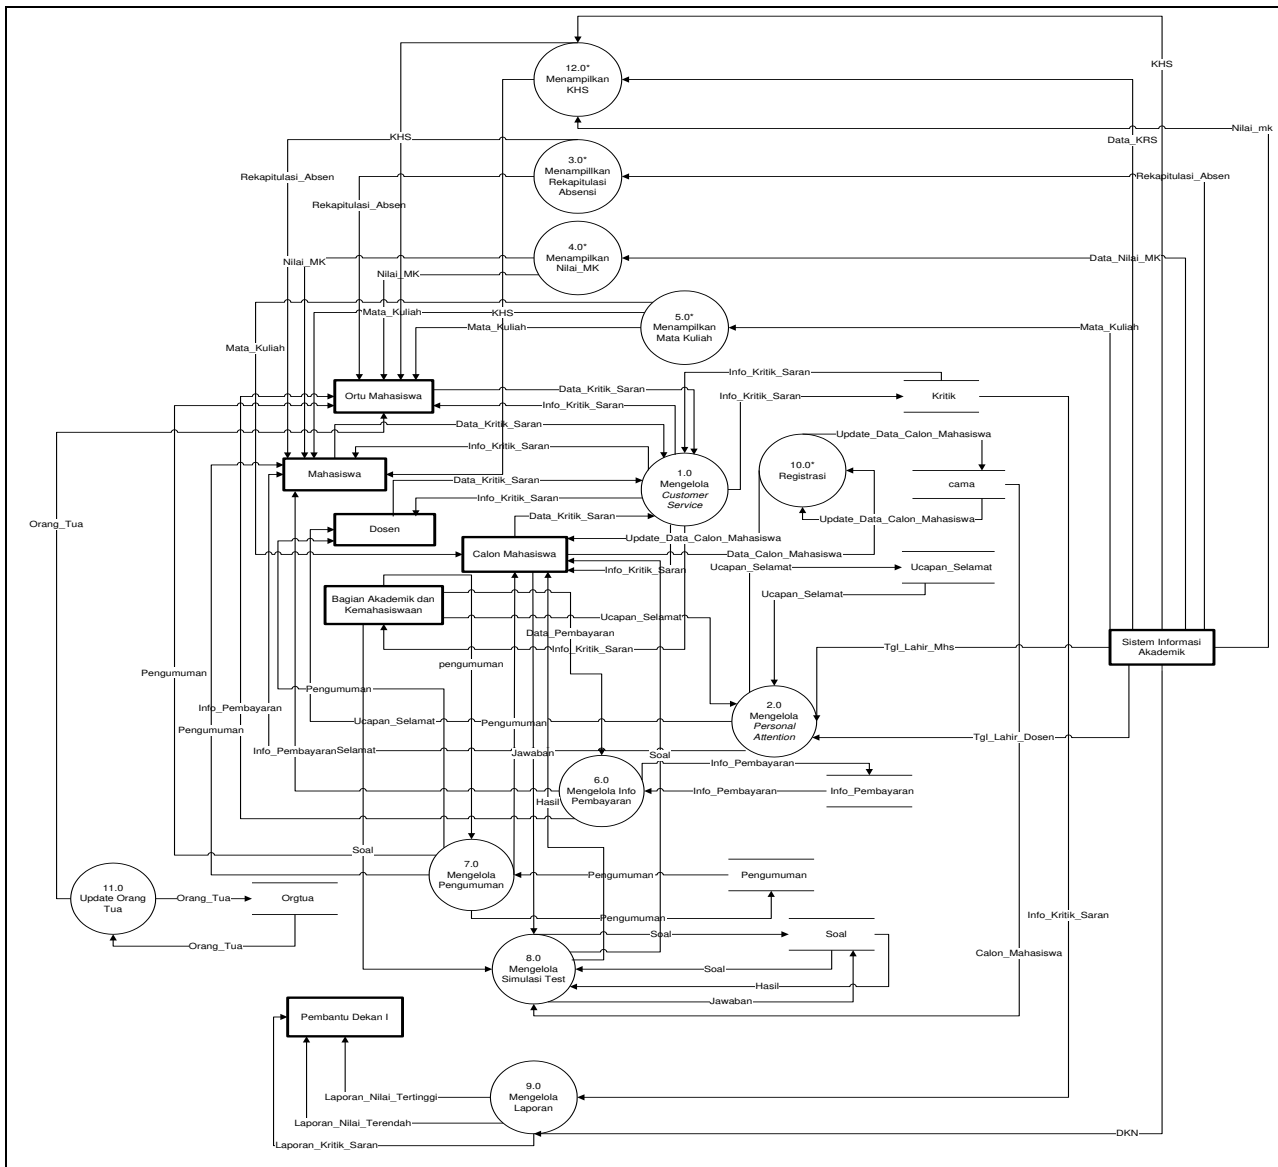 KHS
12.0*
Menampilkan
KHS
Nilai_mk
Data_KRS
KHS
3.0*
Menampillkan
Rekapitulasi
Absensi
Rekapitulasi_Absen
Rekapitulasi_Absen
Rekapitulasi_Absen
4.0*
Menampilkan
Nilai_MK
Nilai_MK
Nilai_MK
Data_Nilai_MK
5.0*
Menampilkan
Mata Kuliah
Mata_Kuliah
KHS
Mata_Kuliah
Mata_Kuliah
Mata_Kuliah
Info_Kritik_Saran
Ortu Mahasiswa
Data_Kritik_Saran
Info_Kritik_Saran
Kritik
Info_Kritik_Saran
Data_Kritik_Saran
Update_Data_Calon_Mahasiswa
Info_Kritik_Saran
Mahasiswa
1.0
Mengelola
Customer
Service
10.0*
Registrasi
Data_Kritik_Saran
cama
Info_Kritik_Saran
Orang_Tua
Dosen
Data_Kritik_Saran
Update_Data_Calon_Mahasiswa
Update_Data_Calon_Mahasiswa
Calon Mahasiswa
Data_Calon_Mahasiswa
Info_Kritik_Saran
Ucapan_Selamat
Ucapan_Selamat
Bagian Akademik dan
Kemahasiswaan
Ucapan_Selamat
Ucapan_Selamat
Data_Pembayaran
Info_Kritik_Saran
Sistem Informasi
Akademik
Tgl_Lahir_Mhs
pengumuman
Pengumuman
Pengumuman
Info_Pembayaran
Pengumuman
Ucapan_Selamat
Pengumuman
2.0
Mengelola
Personal
Attention
Tgl_Lahir_Dosen
Info_Pembayaran
Selamat
Jawaban
Soal
Info_Pembayaran
6.0
Mengelola Info
Pembayaran
Info_Pembayaran
Info_Pembayaran
Hasil
Soal
7.0
Mengelola
Pengumuman
Pengumuman
Pengumuman
11.0
Update Orang
Tua
Orang_Tua
Orgtua
Pengumuman
Info_Kritik_Saran
Orang_Tua
Soal
Soal
Calon_Mahasiswa
8.0
Mengelola
Simulasi Test
Soal
Hasil
Jawaban
Pembantu Dekan I
9.0
Mengelola
Laporan
Laporan_Nilai_Tertinggi
Laporan_Nilai_Terendah
DKN
Laporan_Kritik_Saran